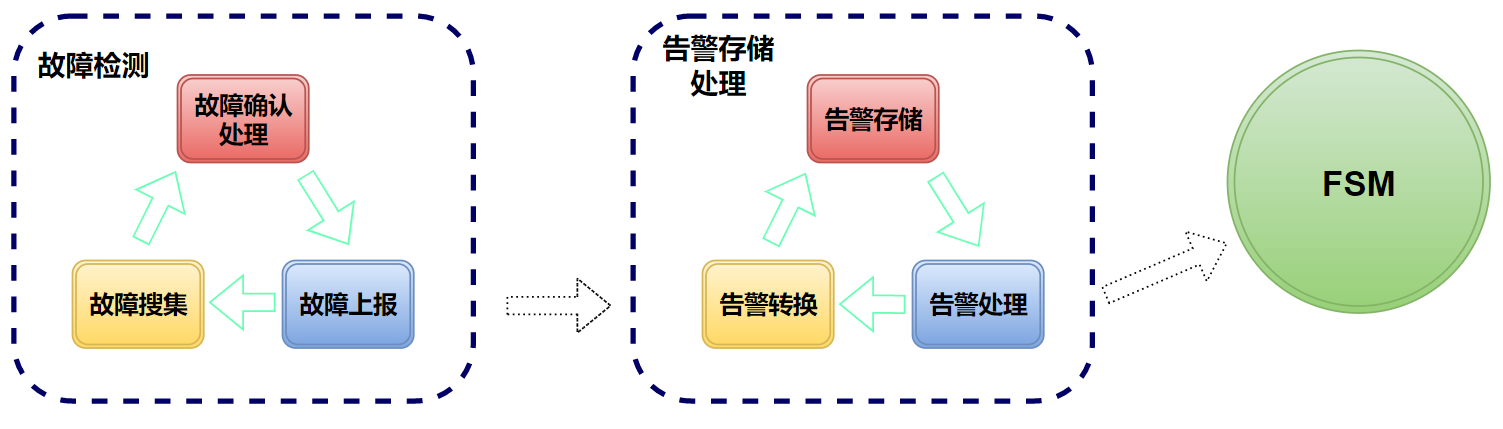 故障检测
故障确认
处理
故障搜集
故障上报
告警存储
处理
告警存储
告警转换
告警处理
FSM